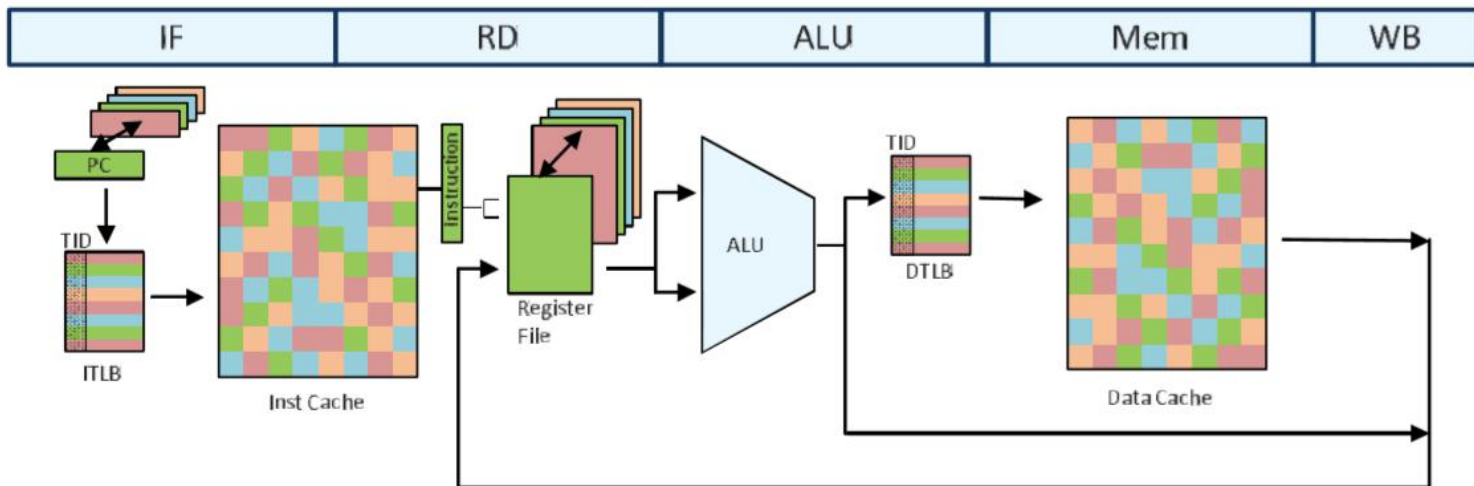 IF RD ALU Mem WB
PC
Instruction
TID
ITLB
Inst Cache
Register
File
ALU
TID
DTLB
Data Cache